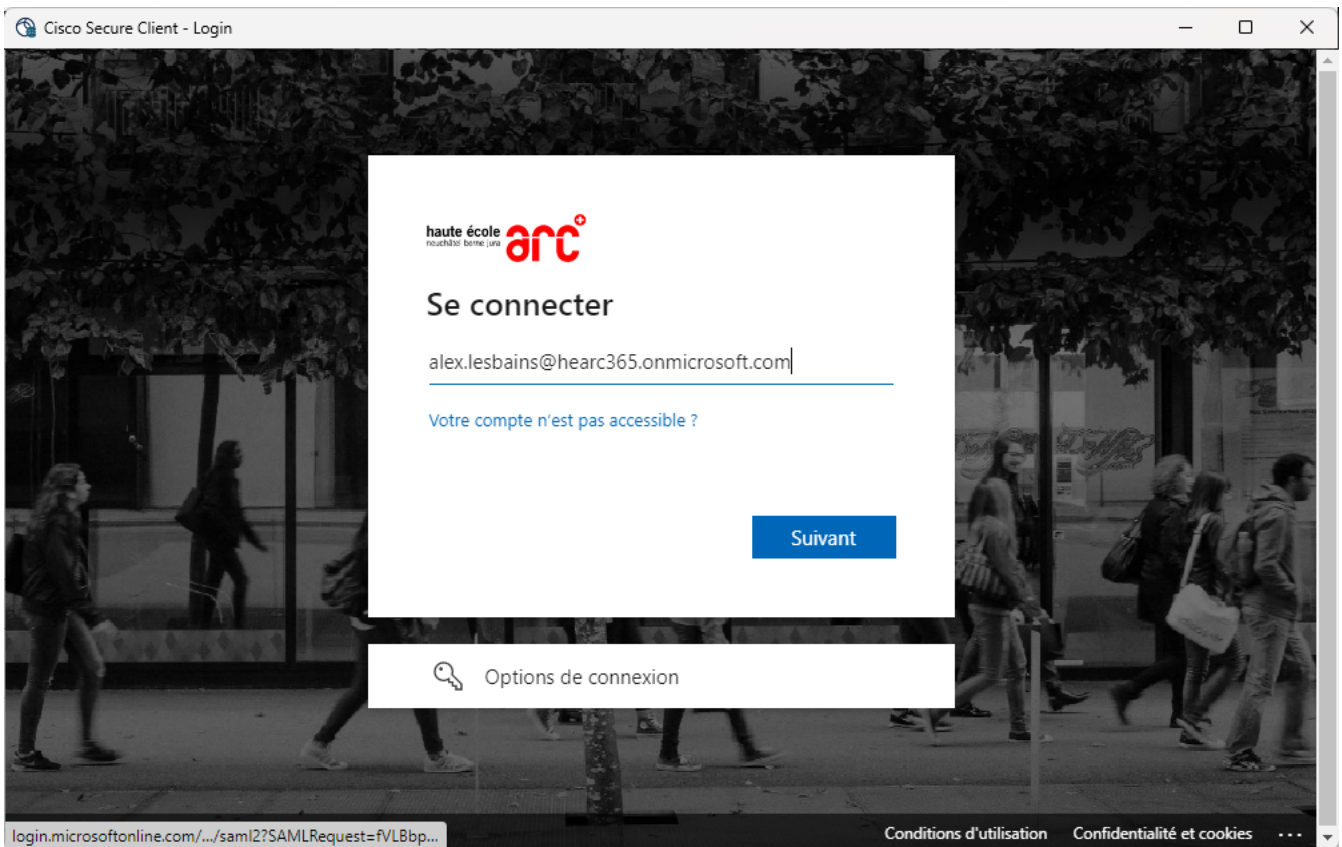 Cisco Secure Client - Login
haute école arc
neuchâtel berne jura
Se connecter
alex.lesbains@hearc365.onmicrosoft.com
Votre compte n'est pas accessible ?
Suivant
Options de connexion
login.microsoftonline.com/.../saml2?SAMLRequest=fVLBbp...
Conditions d'utilisation Confidentialité et cookies ...